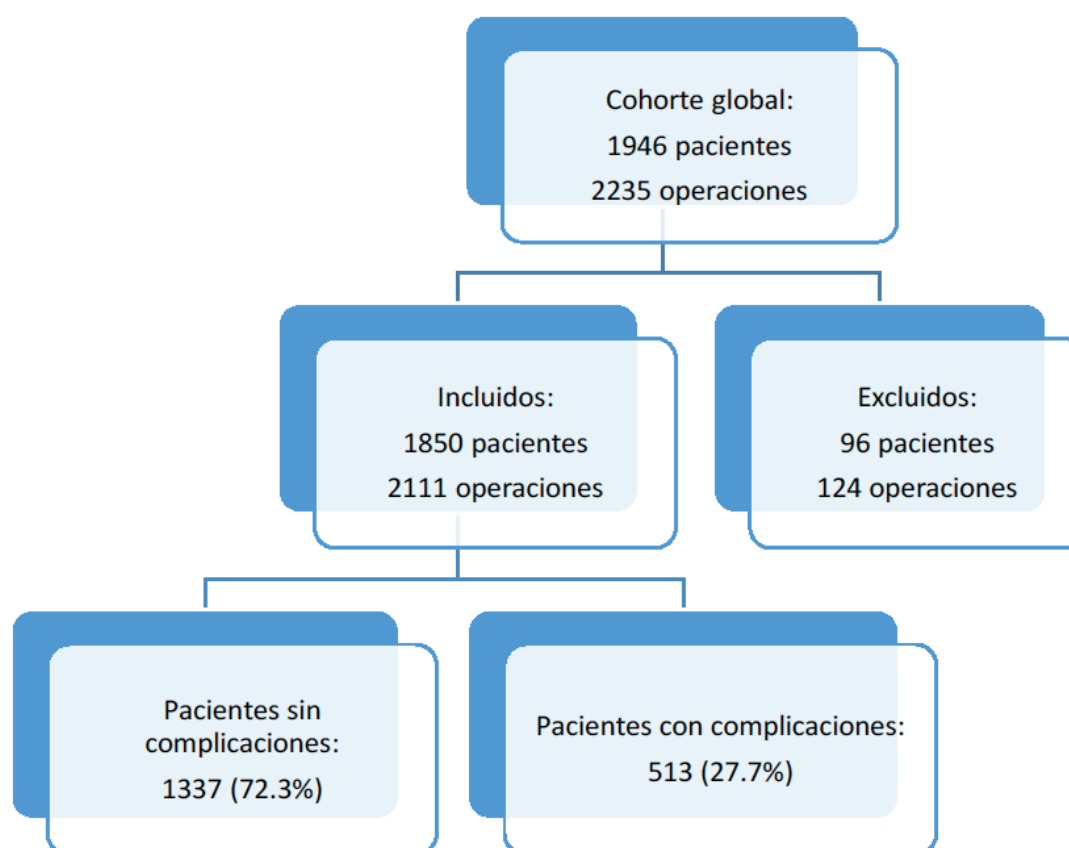 Cohorte global:
1946 pacientes
2235 operaciones
Incluidos:
1850 pacientes
2111 operaciones
Excluidos:
96 pacientes
124 operaciones
Pacientes sin
complicaciones:
1337 (72.3%)
Pacientes con complicaciones:
513 (27.7%)